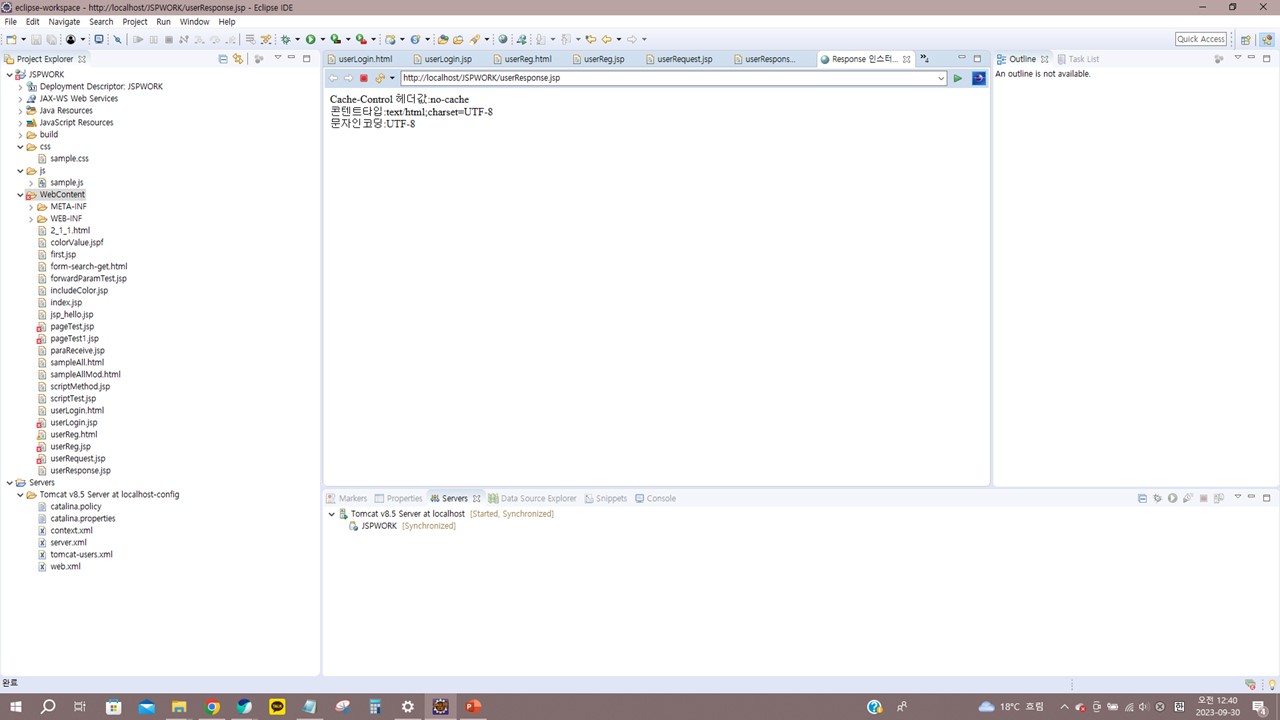 eclipse-workspace - http://localhost/JSPWORK/userResponse.jsp - Eclipse IDE
File Edit Navigate Search Project Run Window Help
Quick Access
Project Explorer
JSPWORK
Deployment Descriptor: JSPWORK
JAX-WS Web Services
Java Resources
JavaScript Resources
build
css
sample.css
js
sample.js
WebContent
META-INF
WEB-INF
2_1_1.html
colorValue.jspf
first.jsp
form-search-get.html
forwardParamTest.jsp
includeColor.jsp
index.jsp
jsp_hello.jsp
pageTest.jsp
pageTest1.jsp
paraReceive.jsp
sampleAll.html
sampleAllMod.html
scriptMethod.jsp
scriptTest.jsp
userLogin.html
userLogin.jsp
userReg.html
userReg.jsp
userRequest.jsp
userResponse.jsp
Servers
Tomcat v8.5 Server at localhost-config
catalina.policy
catalina.properties
context.xml
server.xml
tomcat-users.xml
web.xml
userLogin.html userLogin.jsp userReg.html userReg.jsp userRequest.jsp userRespons... Response 인스터...
http://localhost/JSPWORK/userResponse.jsp
Cache-Control 헤더값:no-cache
콘텐트타입:text/html;charset=UTF-8
문자인코딩:UTF-8
Outline Task List
An outline is not available.
Markers Properties Servers Data Source Explorer Snippets Console
Tomcat v8.5 Server at localhost [Started, Synchronized]
JSPWORK [Synchronized]
완료
TALK
18°C 흐림
오전 12:40
2023-09-30
4